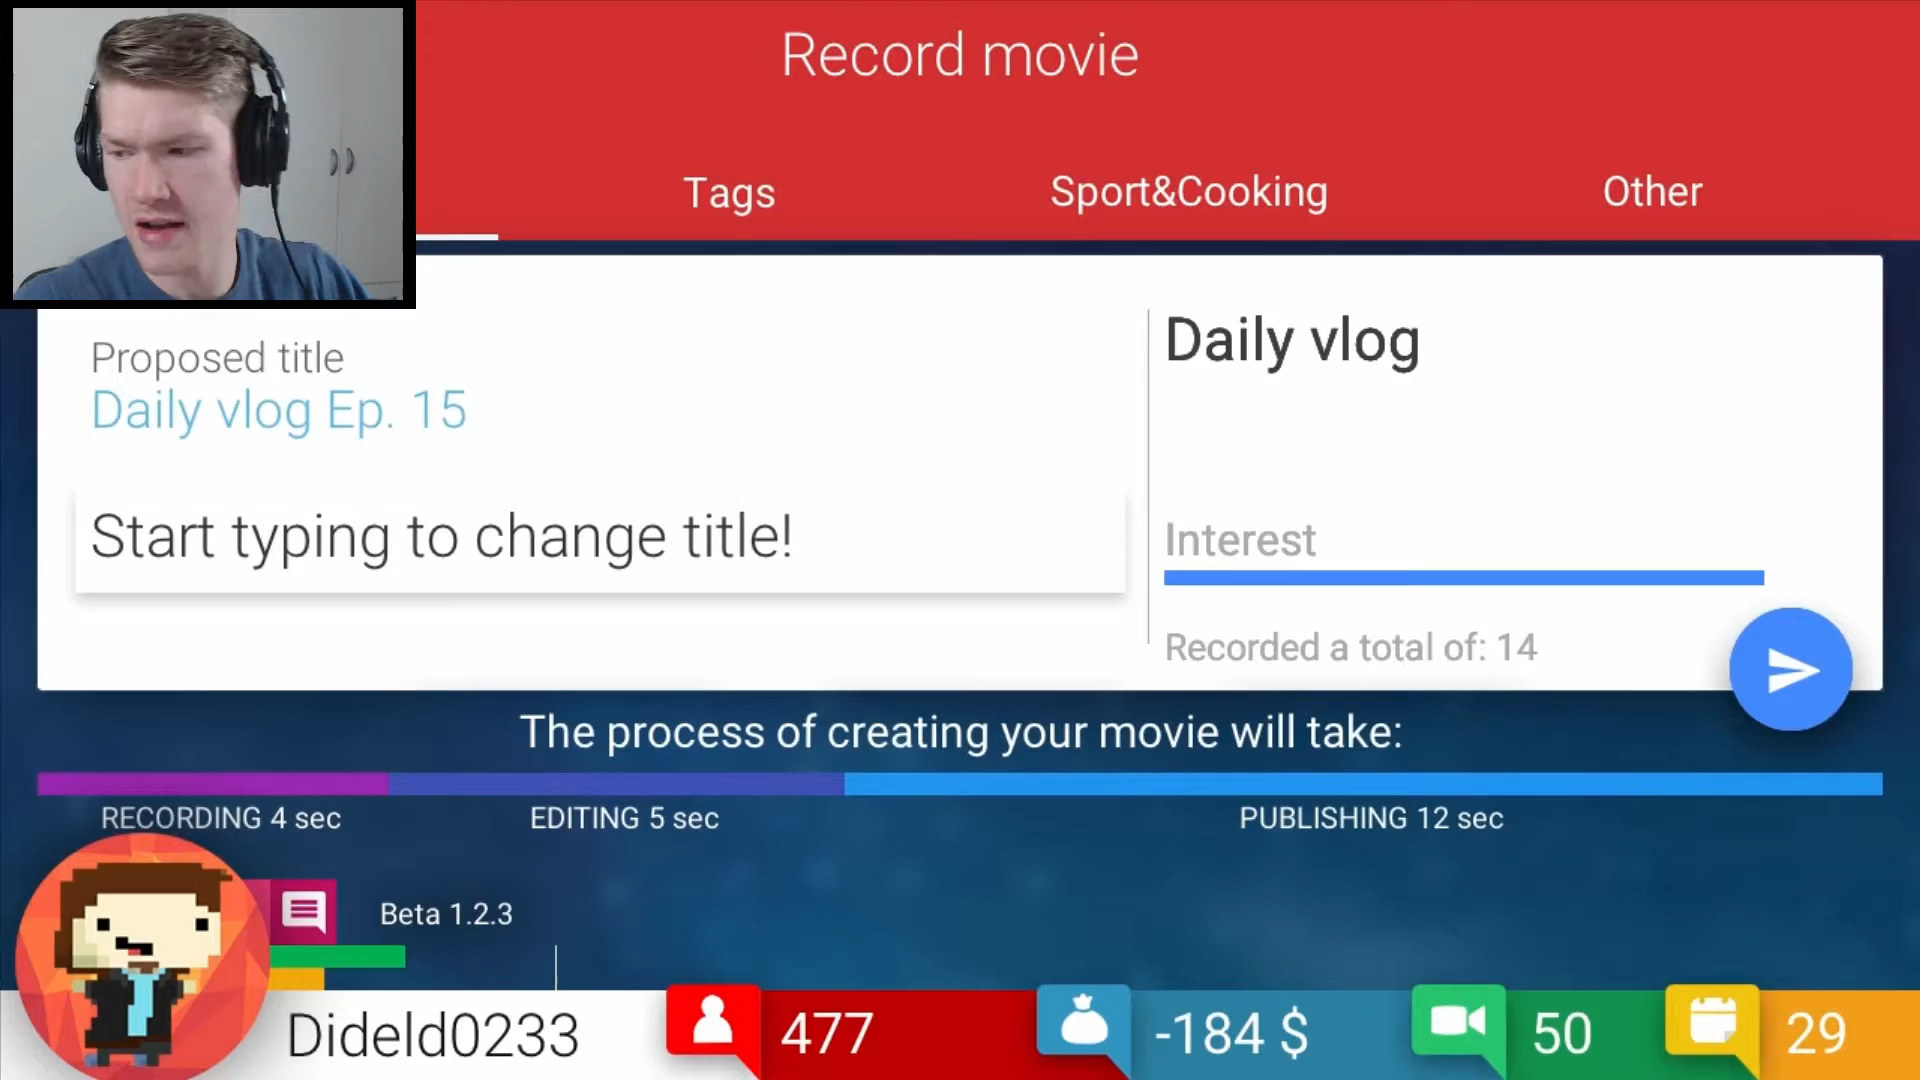 Record movie
Tags
Sport&Cooking
Other
Proposed title
Daily vlog Ep. 15
Start typing to change title!
Daily vlog
Interest
Recorded a total of: 14
The process of creating your movie will take:
RECORDING 4 sec
EDITING 5 sec
PUBLISHING 12 sec
Beta 1.2.3
Dideld0233
477
-184 $
50
29